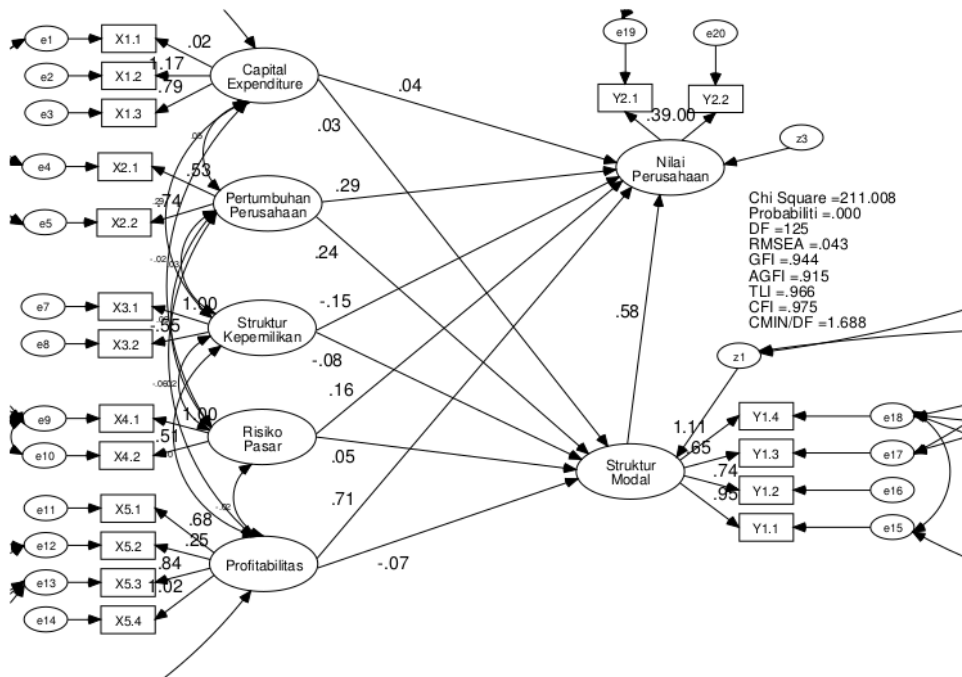 e1
X1.1
.02
e2
X1.2
1.17
e3
X1.3
.79
Capital
Expenditure
e4
X2.1
.53
e5
X2.2
.74
Pertumbuhan
Perusahaan
e7
X3.1
1.00
e8
X3.2
-.55
Struktur
Kepemilikan
e9
X4.1
1.00
e10
X4.2
.51
Risiko
Pasar
e11
X5.1
.68
e12
X5.2
.25
e13
X5.3
.84
e14
X5.4
1.02
Profitabilitas
-.02
-.02
.04
.03
.29
.24
-.15
-.08
.16
.05
.71
-.07
.58
e19
e20
Y2.1
Y2.2
.39
.00
Nilai
Perusahaan
z3
Chi Square =211.008
Probabiliti =.000
DF =125
RMSEA =.043
GFI =.944
AGFI =.915
TLI =.966
CFI =.975
CMIN/DF =1.688
z1
Struktur
Modal
1.11
Y1.4
e18
.65
Y1.3
e17
.74
Y1.2
e16
.95
Y1.1
e15